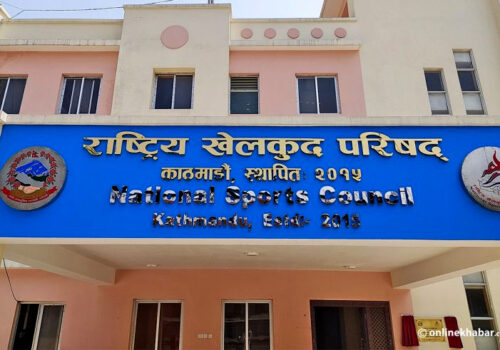 राष्ट्रिय खेलकुद परिषद्
काठमाडौं, स्थापित २०१५
National Sports Council
Kathmandu, Estd:- 2015
onlinekhabar.com